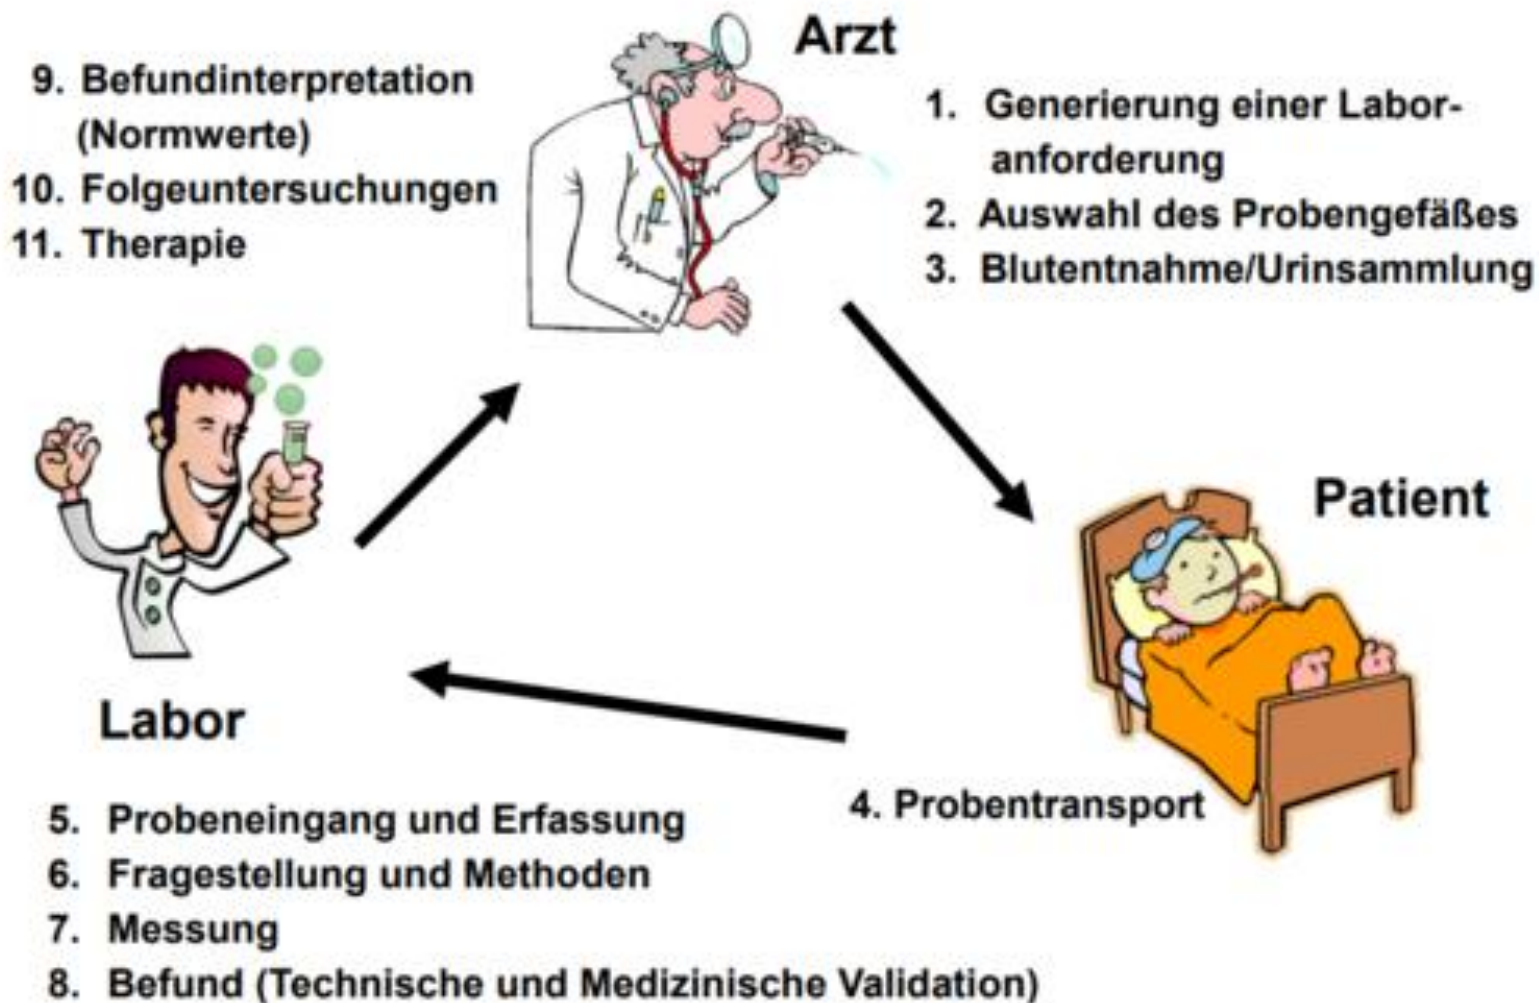 Arzt
1. Generierung einer Labor-
anforderung
2. Auswahl des Probengefäßes
3. Blutentnahme/Urinsammlung
Patient
4. Probentransport
Labor
5. Probeneingang und Erfassung
6. Fragestellung und Methoden
7. Messung
8. Befund (Technische und Medizinische Validation)
9. Befundinterpretation
(Normwerte)
10. Folgeuntersuchungen
11. Therapie